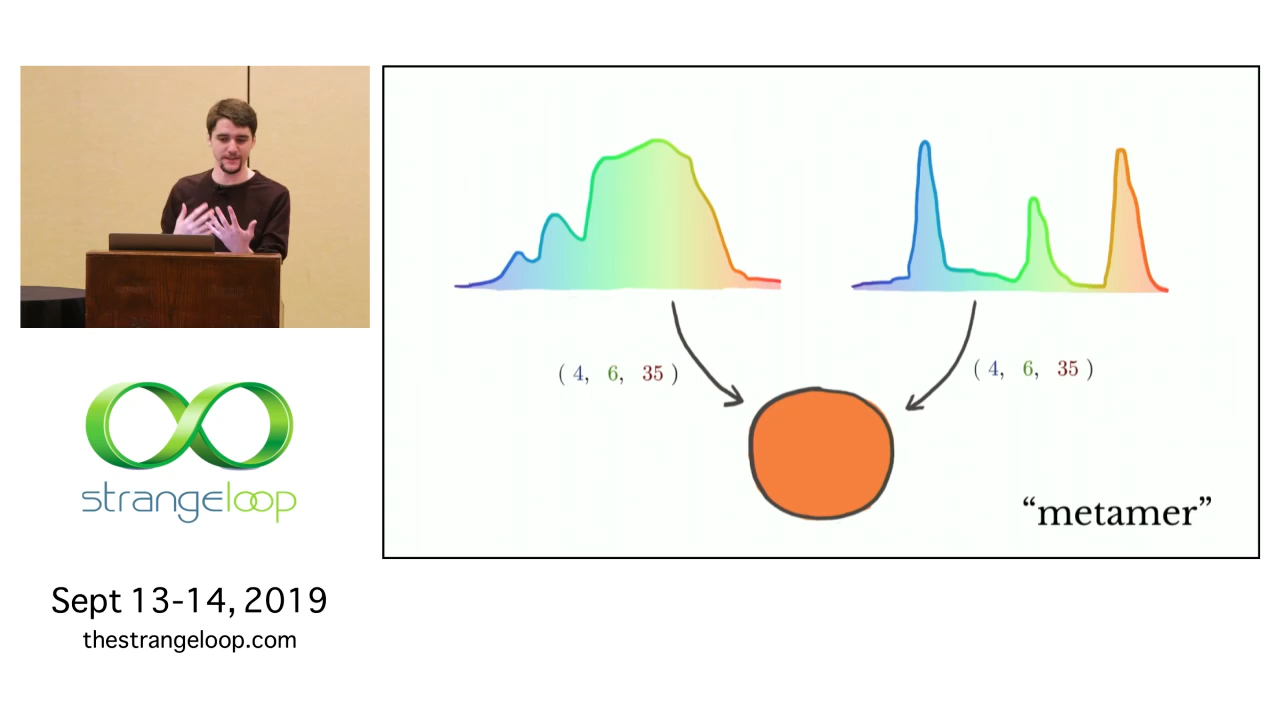 ( 4, 6, 35 )
( 4, 6, 35 )
“metamer”
strangeloop
Sept 13-14, 2019
thestrangeloop.com